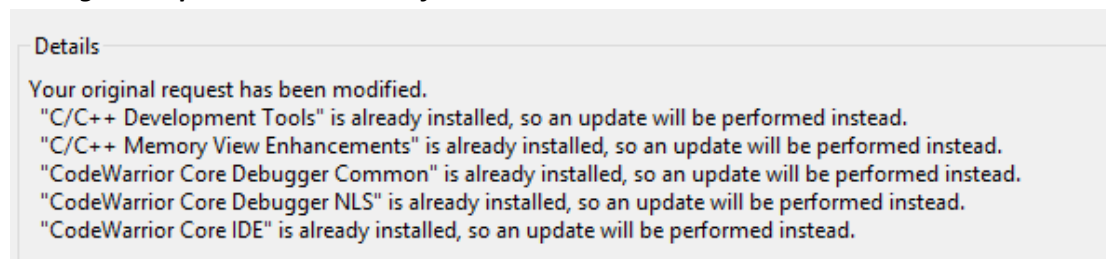 Details
Your original request has been modified.
"C/C++ Development Tools" is already installed, so an update will be performed instead.
"C/C++ Memory View Enhancements" is already installed, so an update will be performed instead.
"CodeWarrior Core Debugger Common" is already installed, so an update will be performed instead.
"CodeWarrior Core Debugger NLS" is already installed, so an update will be performed instead.
"CodeWarrior Core IDE" is already installed, so an update will be performed instead.